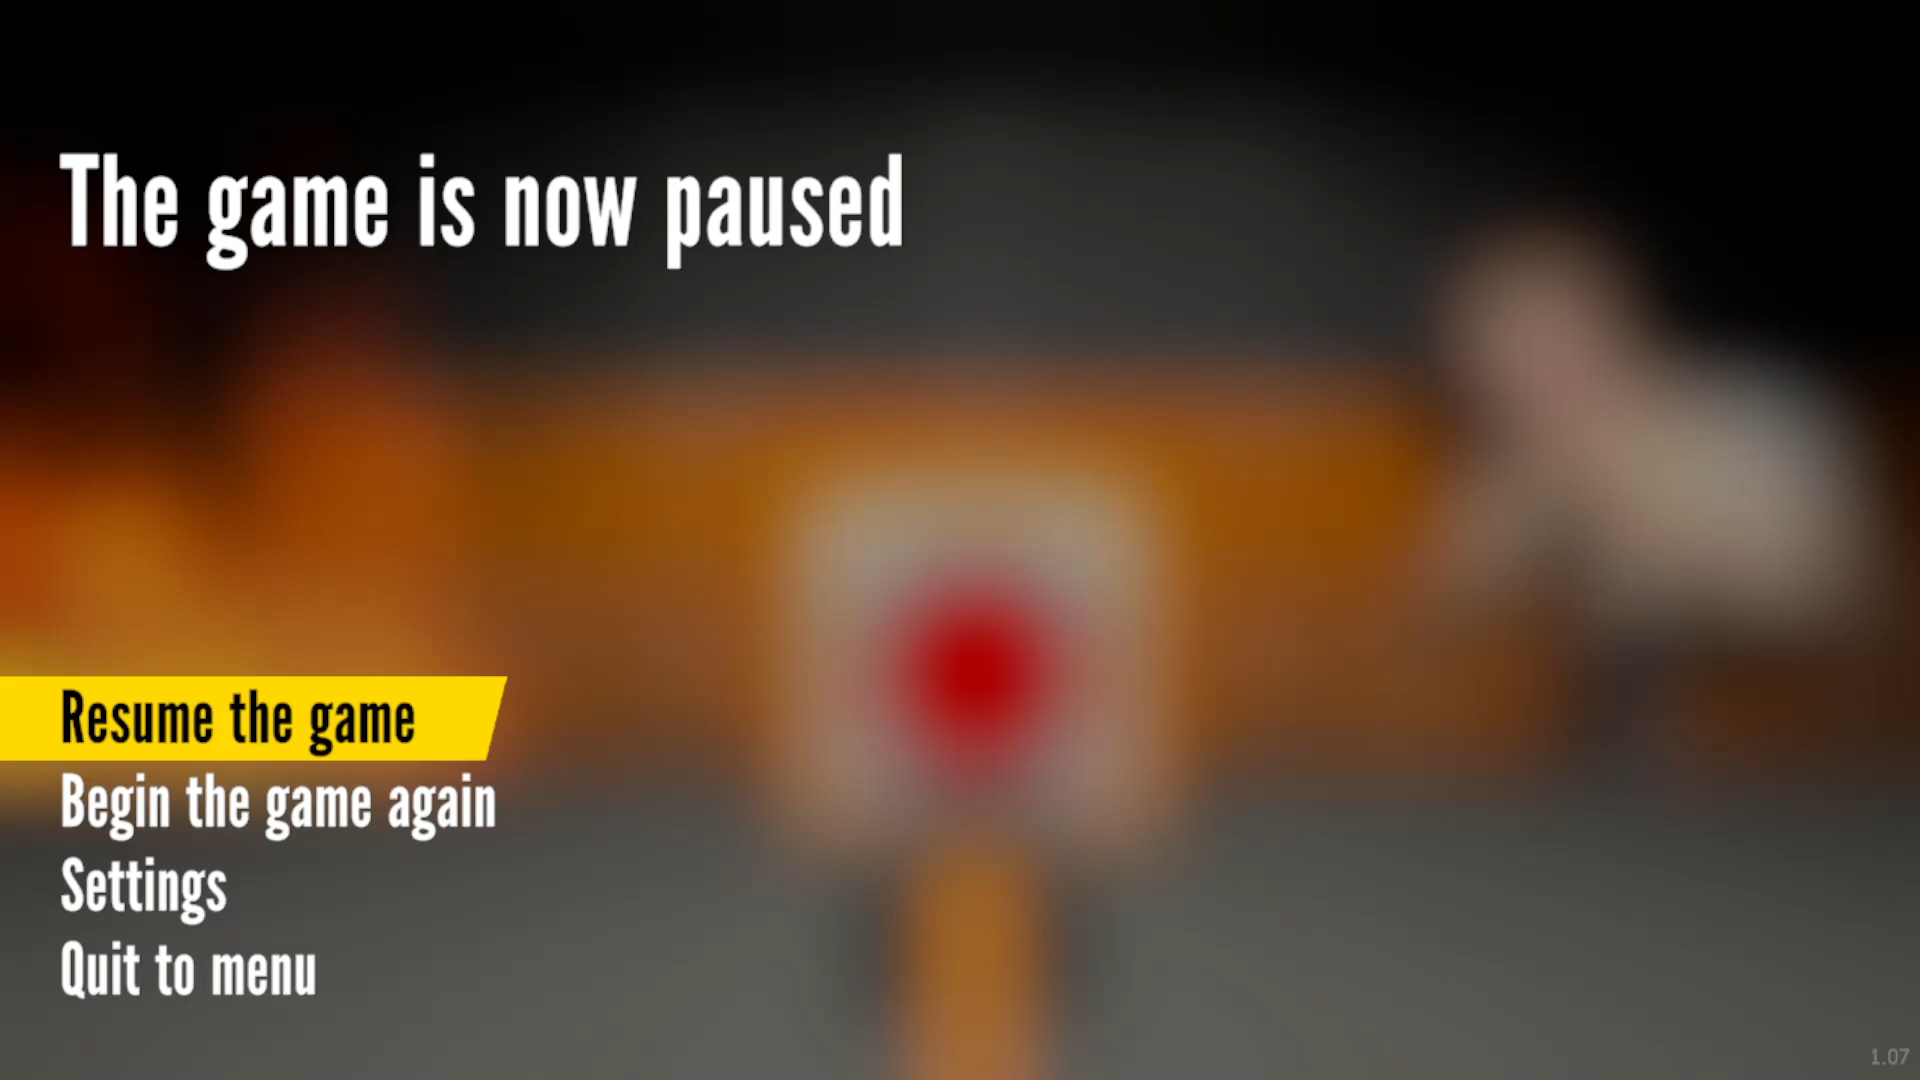 The game is now paused
Resume the game
Begin the game again
Settings
Quit to menu
1.07